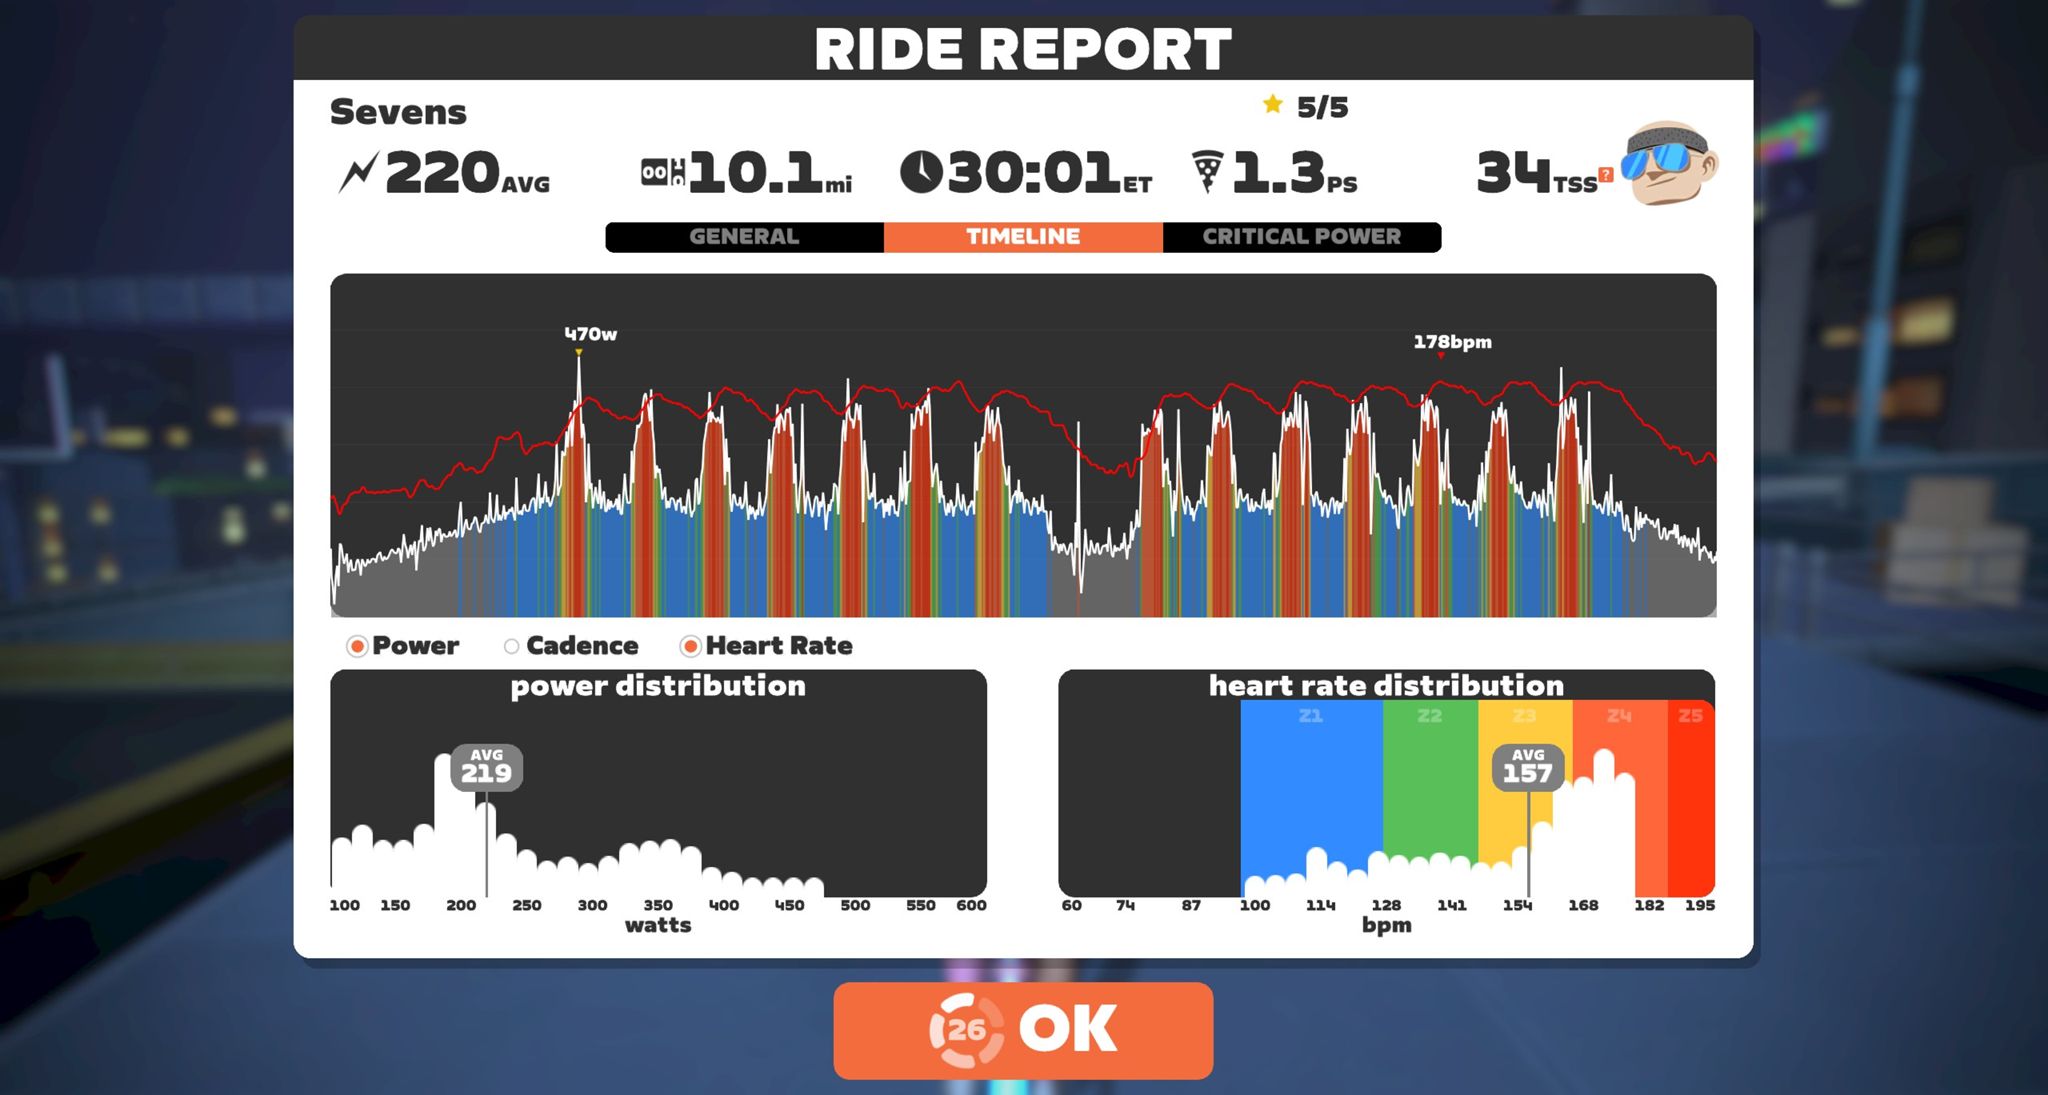 RIDE REPORT
Sevens
5/5
220AVG
10.1mi
30:01ET
1.3PS
34TSS?
GENERAL TIMELINE CRITICAL POWER
470w
178bpm
Power Cadence Heart Rate
power distribution
AVG
219
100 150 200 250 300 350 400 450 500 550 600
watts
heart rate distribution
Z1 Z2 Z3 Z4 Z5
AVG
157
60 74 87 100 114 128 141 154 168 182 195
bpm
26 OK